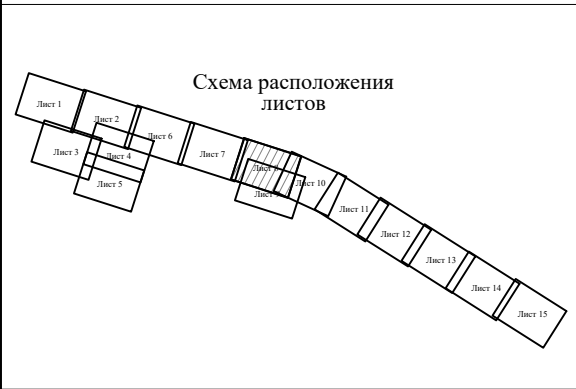 Схема расположения
листов
Лист 1
Лист 2
Лист 6
Лист 3
Лист 4
Лист 7
Лист 5
Лист 10
Лист 11
Лист 12
Лист 13
Лист 14
Лист 15